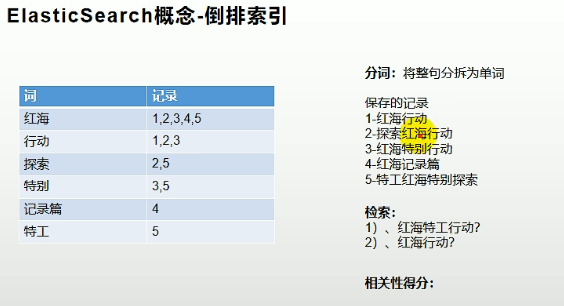 ElasticSearch概念-倒排索引
词 记录
红海 1,2,3,4,5
行动 1,2,3
探索 2,5
特别 3,5
记录篇 4
特工 5
分词：将整句分拆为单词
保存的记录
1-红海行动
2-探索红海行动
3-红海特别行动
4-红海记录篇
5-特工红海特别探索
检索：
1）、红海特工行动?
2）、红海行动?
相关性得分：